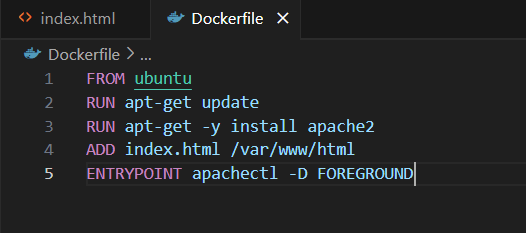 index.html
Dockerfile
Dockerfile > ...
1 FROM ubuntu
2 RUN apt-get update
3 RUN apt-get -y install apache2
4 ADD index.html /var/www/html
5 ENTRYPOINT apachectl -D FOREGROUND